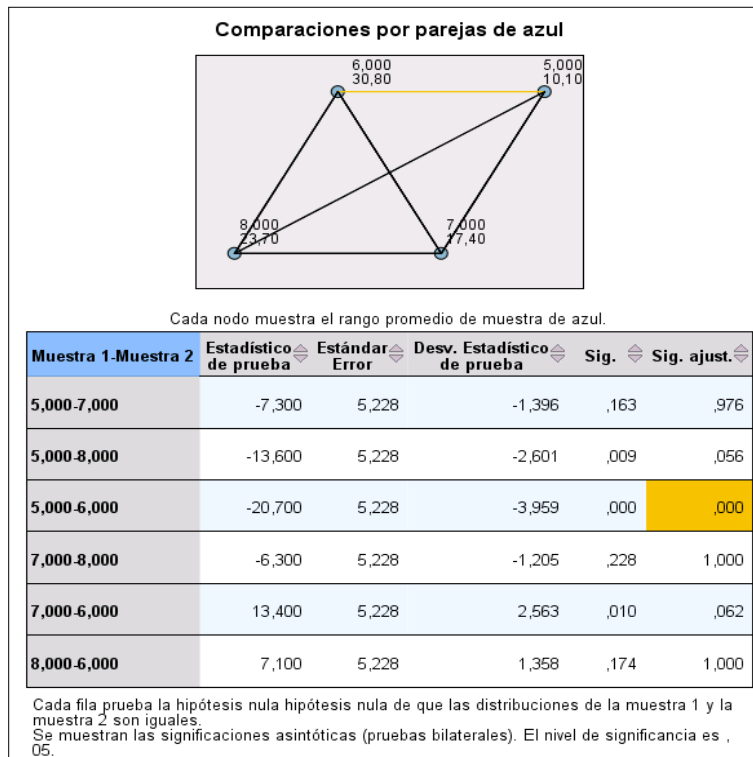 Comparaciones por parejas de azul
6,000 5,000
30,80 10,10
8,000 7,000
23,70 17,40
Cada nodo muestra el rango promedio de muestra de azul.
Muestra 1-Muestra 2 Estadístico de prueba Estándar Error Desv. Estadístico de prueba Sig. Sig. ajust.
5,000-7,000 -7,300 5,228 -1,396 ,163 ,976
5,000-8,000 -13,600 5,228 -2,601 ,009 ,056
5,000-6,000 -20,700 5,228 -3,959 ,000 ,000
7,000-8,000 -6,300 5,228 -1,205 ,228 1,000
7,000-6,000 13,400 5,228 2,563 ,010 ,062
8,000-6,000 7,100 5,228 1,358 ,174 1,000
Cada fila prueba la hipótesis nula hipótesis nula de que las distribuciones de la muestra 1 y la
muestra 2 son iguales.
Se muestran las significaciones asintóticas (pruebas bilaterales). El nivel de significancia es ,
05.